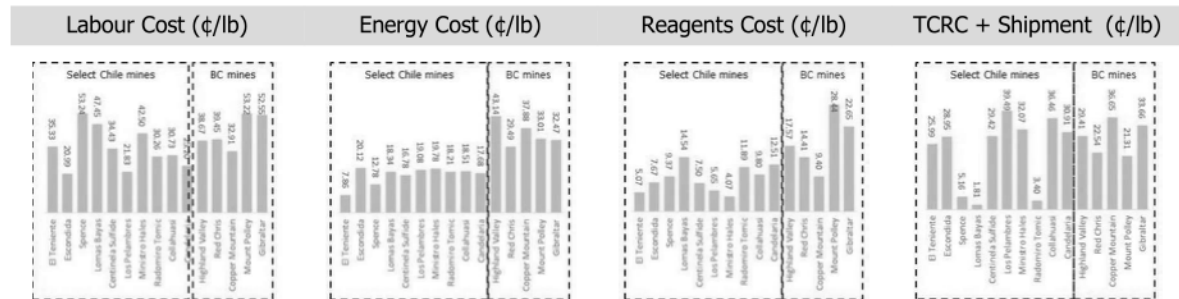 Labour Cost (¢/lb)
Energy Cost (¢/lb)
Reagents Cost (¢/lb)
TCRC + Shipment (¢/lb)
Select Chile mines
BC mines
35.33
20.99
53.24
47.45
34.43
21.83
42.50
30.26
30.73
38.67
39.45
32.91
53.22
52.55
El Teniente
Escondida
Spence
Lomas Bayas
Centinela Sulfide
Los Pelambres
Ministro Hales
Radomiro Tomic
Collahuasi
Highland Valley
Red Chris
Copper Mountain
Mount Polley
Gibraltar
Select Chile mines
BC mines
7.86
20.12
12.78
18.34
16.78
19.08
19.78
18.21
18.51
17.68
43.14
29.49
37.88
33.01
32.47
El Teniente
Escondida
Spence
Lomas Bayas
Centinela Sulfide
Los Pelambres
Ministro Hales
Radomiro Tomic
Collahuasi
Candelaria
Highland Valley
Red Chris
Copper Mountain
Mount Polley
Gibraltar
Select Chile mines
BC mines
5.07
7.67
9.37
14.54
7.50
5.65
4.07
11.89
9.80
12.51
17.57
14.41
9.40
28.44
22.65
El Teniente
Escondida
Spence
Lomas Bayas
Centinela Sulfide
Los Pelambres
Ministro Hales
Radomiro Tomic
Collahuasi
Candelaria
Highland Valley
Red Chris
Copper Mountain
Mount Polley
Gibraltar
Select Chile mines
BC mines
25.99
28.95
5.16
1.81
29.42
39.49
32.07
3.40
36.46
30.91
29.41
22.54
36.65
21.31
33.66
El Teniente
Escondida
Spence
Lomas Bayas
Centinela Sulfide
Los Pelambres
Ministro Hales
Radomiro Tomic
Collahuasi
Candelaria
Highland Valley
Red Chris
Copper Mountain
Mount Polley
Gibraltar